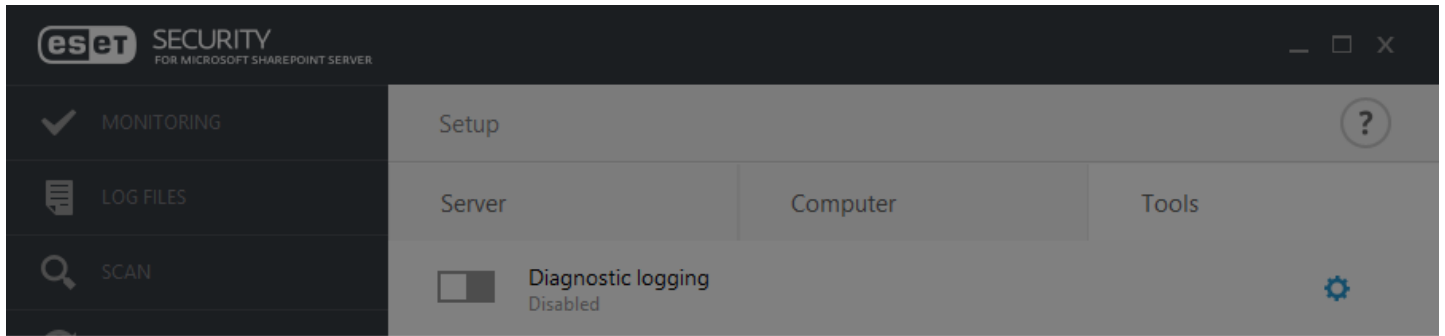 eset SECURITY
FOR MICROSOFT SHAREPOINT SERVER
MONITORING
LOG FILES
SCAN
Setup
?
Server
Computer
Tools
Diagnostic logging
Disabled